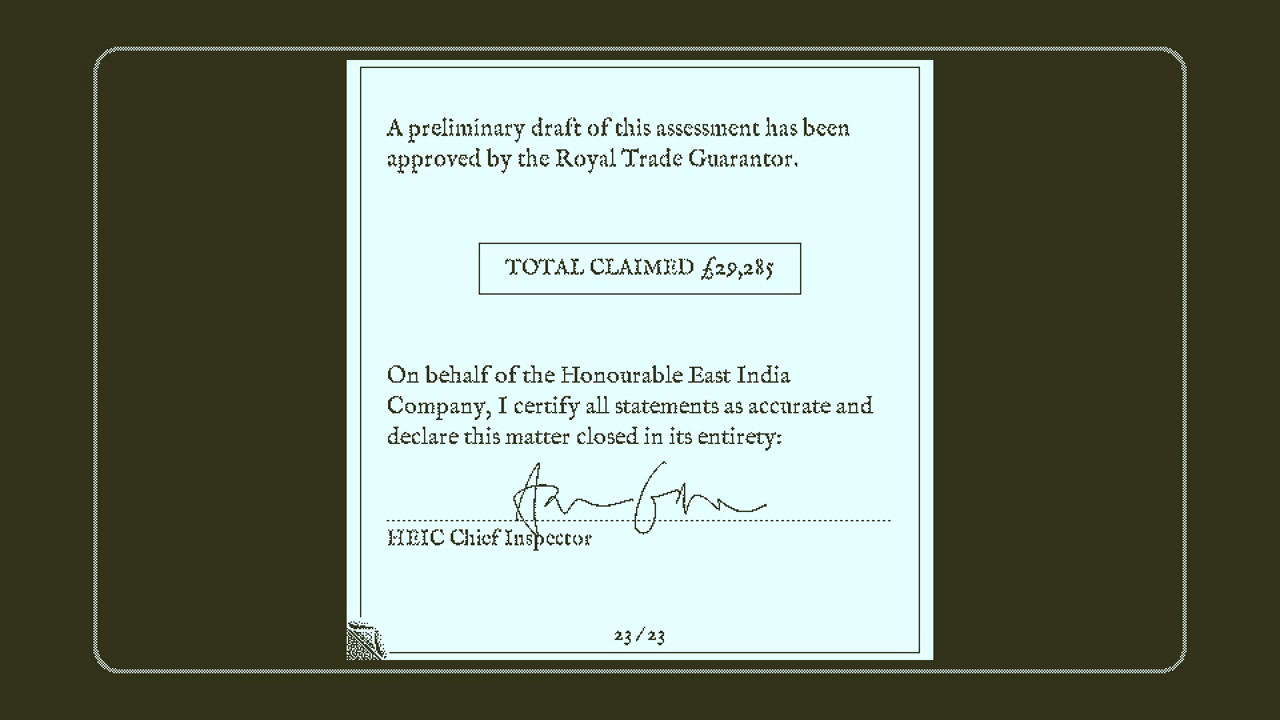 A preliminary draft of this assessment has been
approved by the Royal Trade Guarantor.
TOTAL CLAIMED £29,285
On behalf of the Honourable East India
Company, I certify all statements as accurate and
declare this matter closed in its entirety:
HEIC Chief Inspector
23/23